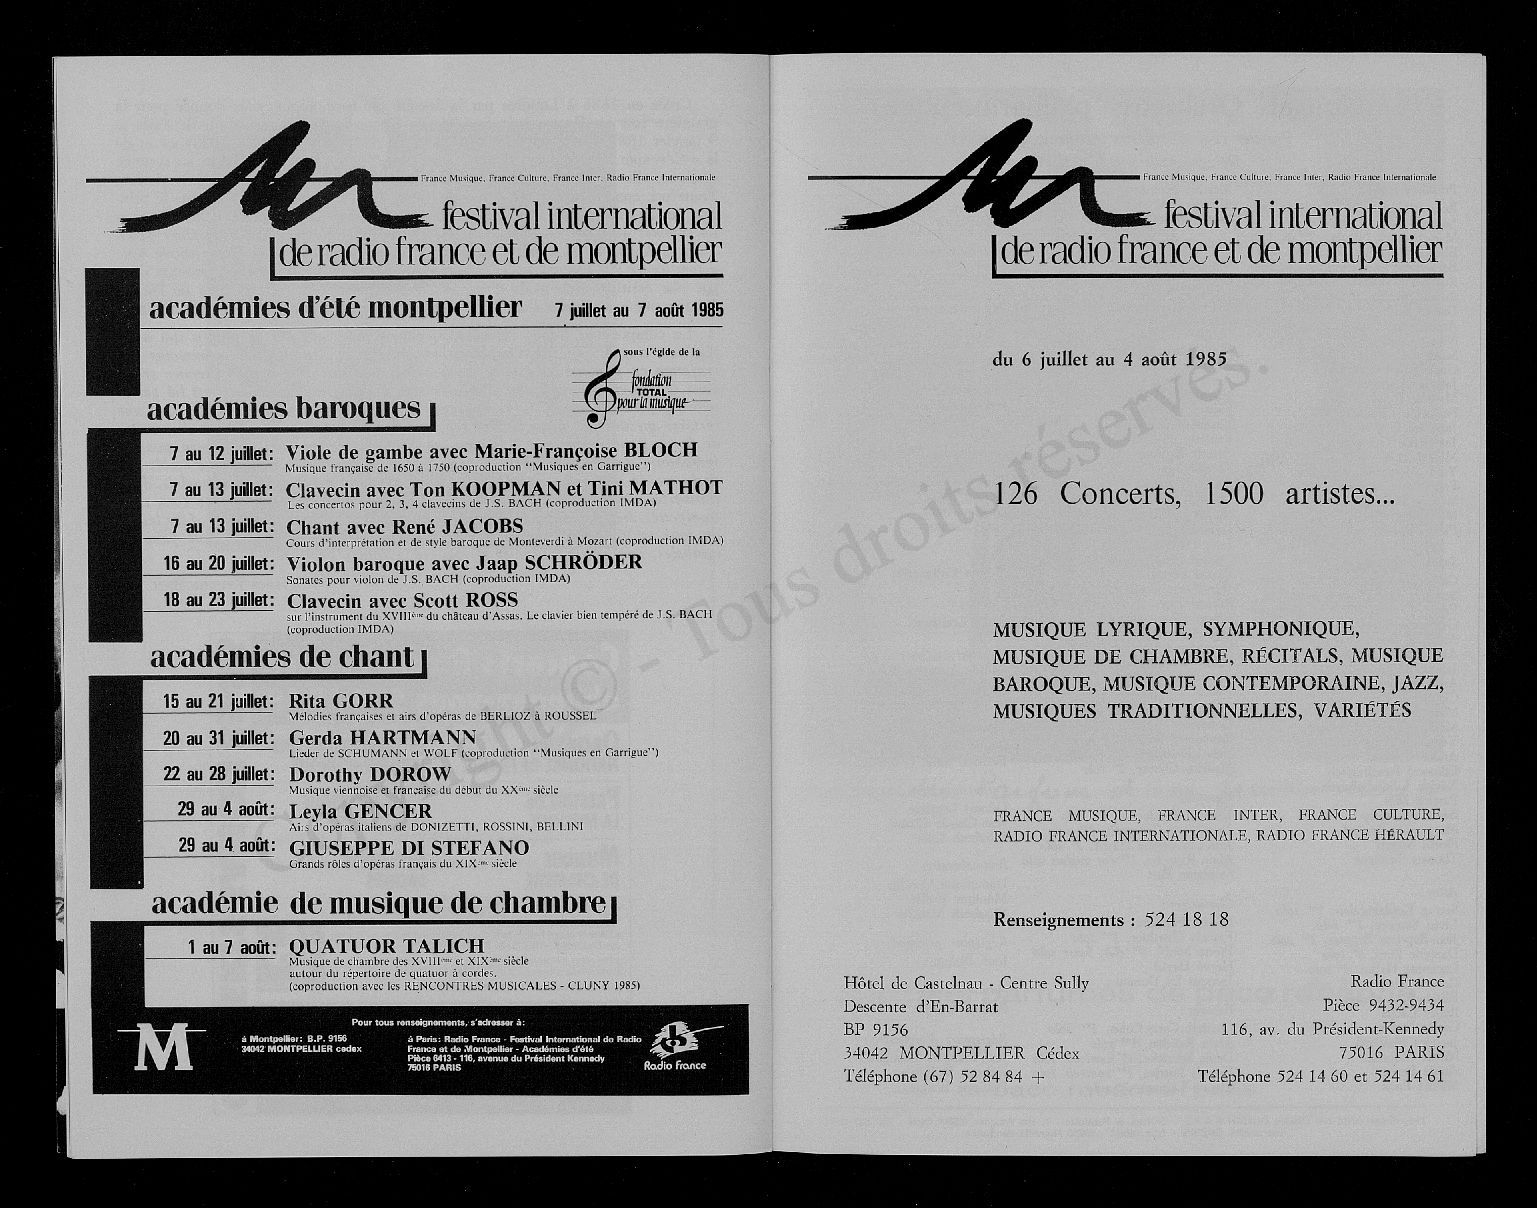 France Musique, France Culture, France Inter, Radio France Internationale
festival international
de radio france et de montpellier
académies d'été montpellier 7 juillet au 7 août 1985
sous l'égide de la
fondation
TOTAL
pour la musique
académies baroques
7 au 12 juillet: Viole de gambe avec Marie-Françoise BLOCH
Musique française de 1650 à 1750 (coproduction "Musiques en Garrigue")
7 au 13 juillet: Clavecin avec Ton KOOPMAN et Tini MATHOT
Les concertos pour 2, 3, 4 clavecins de J.S. BACH (coproduction IMDA)
7 au 13 juillet: Chant avec René JACOBS
Cours d'interprétation et de style baroque de Monteverdi à Mozart (coproduction IMDA)
16 au 20 juillet: Violon baroque avec Jaap SCHRÖDER
Sonates pour violon de J.S. BACH (coproduction IMDA)
18 au 23 juillet: Clavecin avec Scott ROSS
sur l'instrument du XVIIIème du château d'Assas. Le clavier bien tempéré de J.S. BACH
(coproduction IMDA)
académies de chant
15 au 21 juillet: Rita GORR
Mélodies françaises et airs d'opéras de BERLIOZ à ROUSSEL
20 au 31 juillet: Gerda HARTMANN
Lieder de SCHUMANN et WOLF (coproduction "Musiques en Garrigue")
22 au 28 juillet: Dorothy DOROW
Musique viennoise et française du début du XXème siècle
29 au 4 août: Leyla GENCER
Airs d'opéras italiens de DONIZETTI, ROSSINI, BELLINI
29 au 4 août: GIUSEPPE DI STEFANO
Grands rôles d'opéras français du XIXème siècle
académie de musique de chambre
1 au 7 août: QUATUOR TALICH
Musique de chambre des XVIIIème et XIXème siècle
autour du répertoire de quatuor à cordes.
(coproduction avec les RENCONTRES MUSICALES - CLUNY 1985)
Pour tous renseignements, s'adresser à:
M
à Montpellier: B.P. 9156
34042 MONTPELLIER cedex
à Paris: Radio France - Festival International de Radio
France et de Montpellier - Académies d'été
Pièce 6413 - 116, avenue du Président Kennedy
75016 PARIS
Radio France
France Musique, France Culture, France Inter, Radio France Internationale
festival international
de radio france et de montpellier
du 6 juillet au 4 août 1985
126 Concerts, 1500 artistes...
MUSIQUE LYRIQUE, SYMPHONIQUE,
MUSIQUE DE CHAMBRE, RÉCITALS, MUSIQUE
BAROQUE, MUSIQUE CONTEMPORAINE, JAZZ,
MUSIQUES TRADITIONNELLES, VARIÉTÉS
FRANCE MUSIQUE, FRANCE INTER, FRANCE CULTURE,
RADIO FRANCE INTERNATIONALE, RADIO FRANCE HÉRAULT
Renseignements : 524 18 18
Hôtel de Castelnau - Centre Sully
Descente d'En-Barrat
BP 9156
34042 MONTPELLIER Cédex
Téléphone (67) 52 84 84 +
Radio France
Pièce 9432-9434
116, av. du Président-Kennedy
75016 PARIS
Téléphone 524 14 60 et 524 14 61
© - Tous droits réservés.